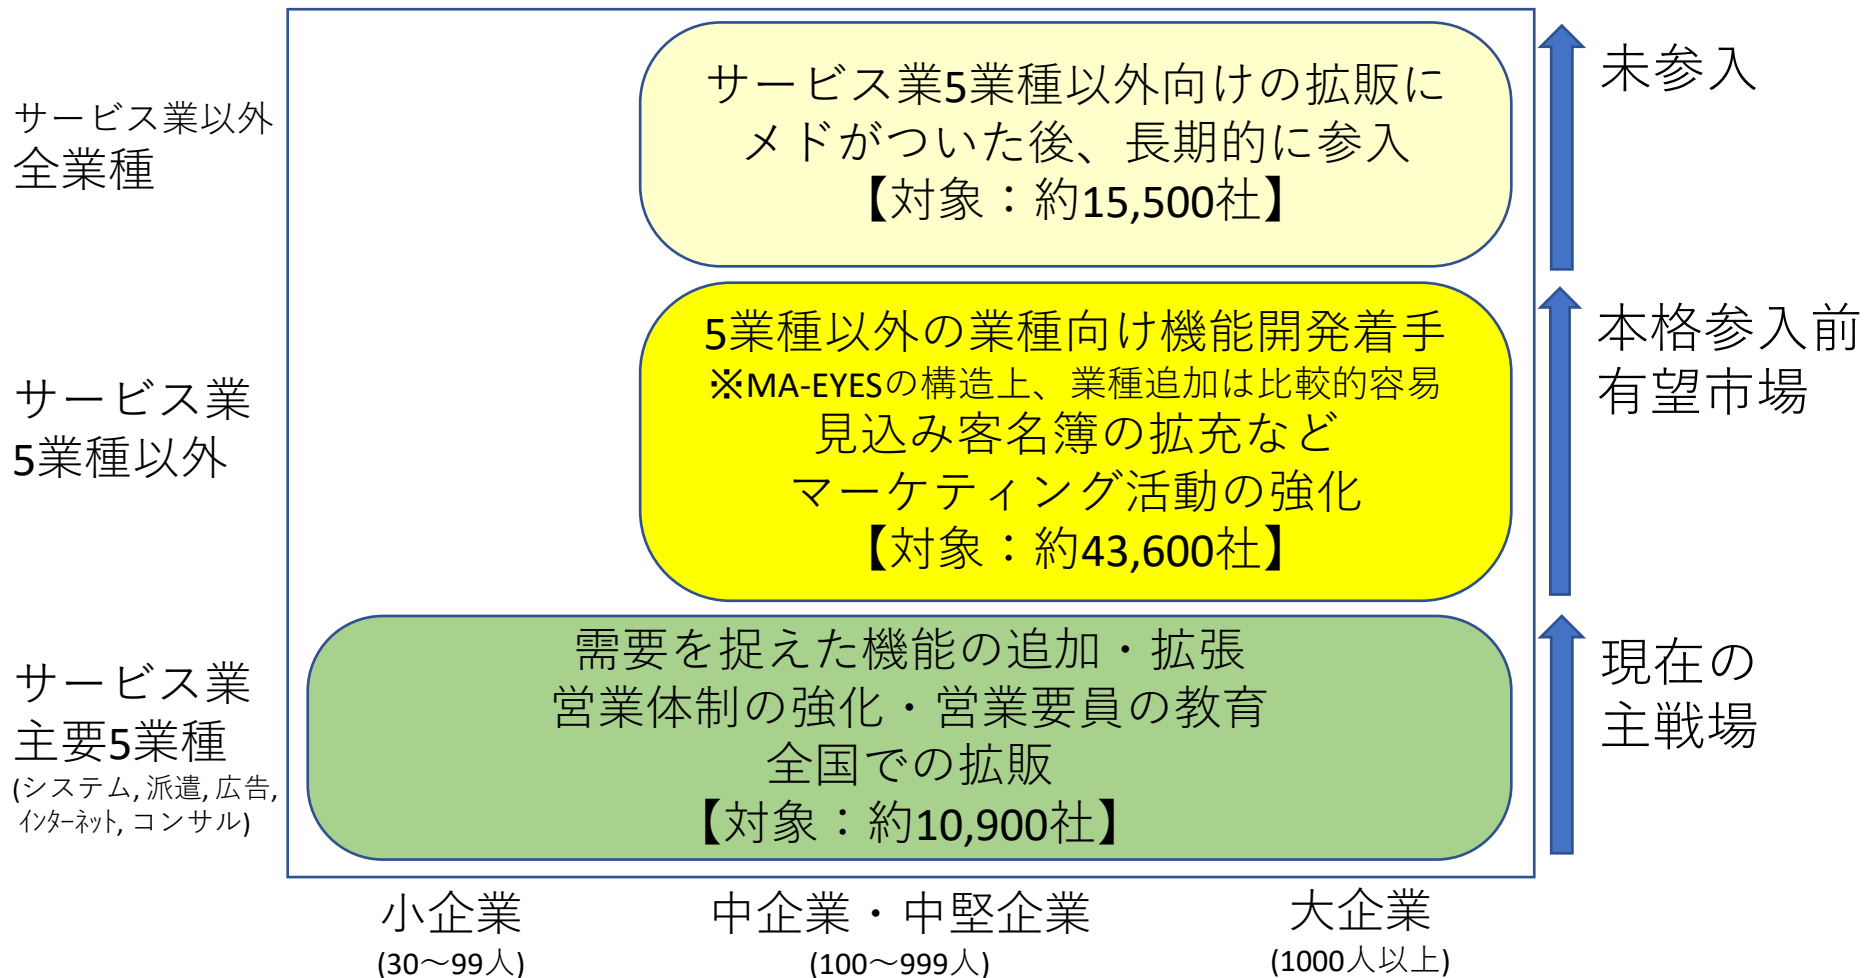 サービス業以外
全業種
サービス業5業種以外向けの拡販に
メドがついた後、長期的に参入
【対象：約15,500社】
未参入
サービス業
5業種以外
5業種以外の業種向け機能開発着手
※MA-EYESの構造上、業種追加は比較的容易
見込み客名簿の拡充など
マーケティング活動の強化
【対象：約43,600社】
本格参入前
有望市場
サービス業
主要5業種
(システム, 派遣, 広告,
ｲﾝﾀｰﾈｯﾄ, コンサル)
需要を捉えた機能の追加・拡張
営業体制の強化・営業要員の教育
全国での拡販
【対象：約10,900社】
現在の
主戦場
小企業
(30～99人)
中企業・中堅企業
(100～999人)
大企業
(1000人以上)